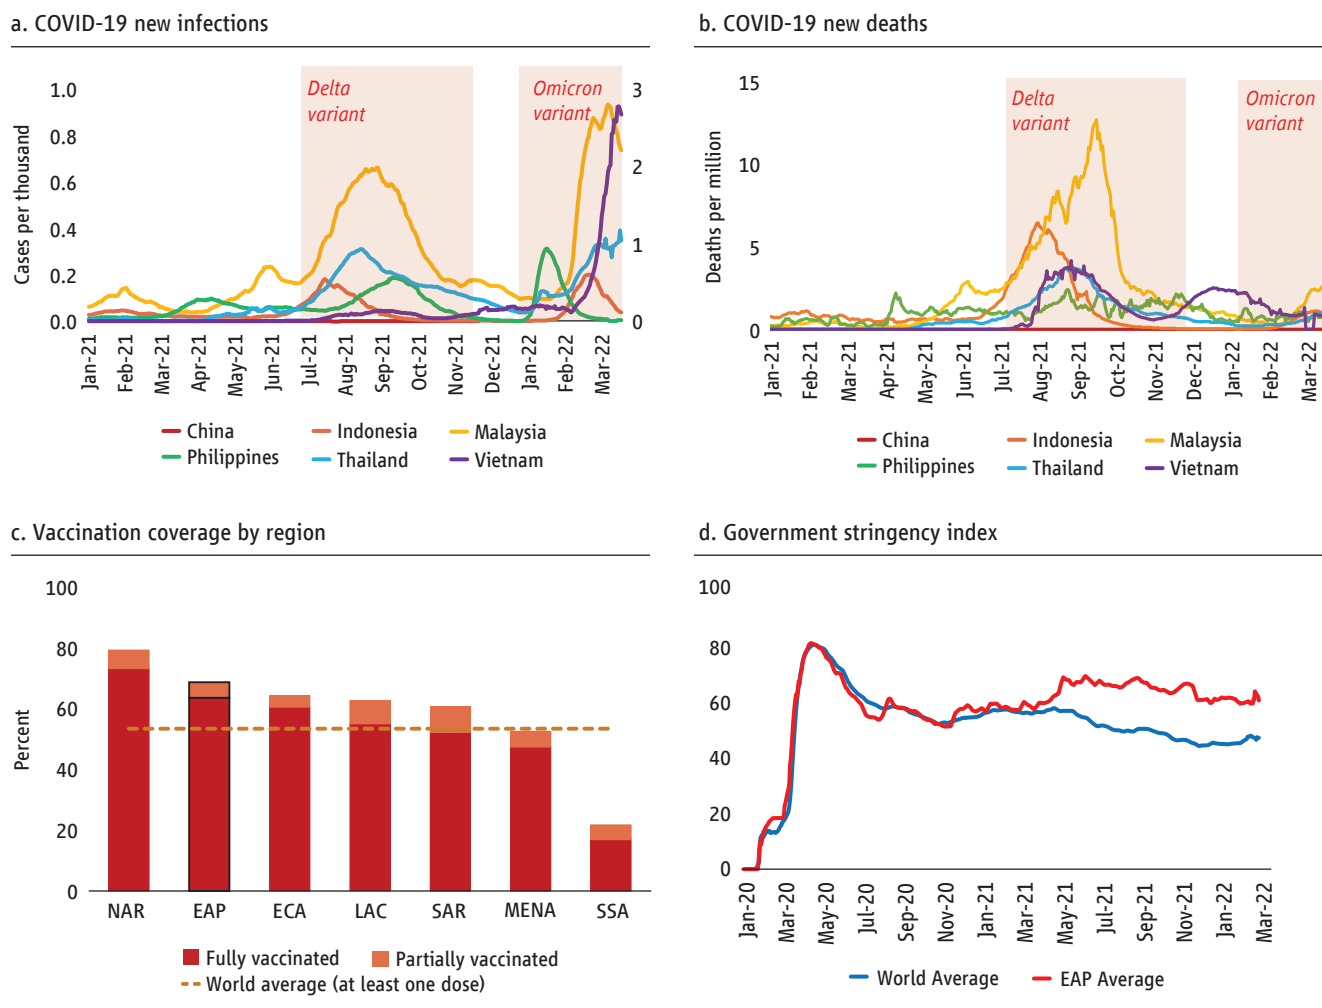 a. COVID-19 new infections
Cases per thousand
1.0
0.8
0.6
0.4
0.2
0.0
3
2
1
0
Delta
variant
Omicron
variant
Jan-21
Feb-21
Mar-21
Apr-21
May-21
Jun-21
Jul-21
Aug-21
Sep-21
Oct-21
Nov-21
Dec-21
Jan-22
Feb-22
Mar-22
China
Indonesia
Malaysia
Philippines
Thailand
Vietnam
b. COVID-19 new deaths
Deaths per million
15
10
5
0
Delta
variant
Omicron
variant
Jan-21
Feb-21
Mar-21
Apr-21
May-21
Jun-21
Jul-21
Aug-21
Sep-21
Oct-21
Nov-21
Dec-21
Jan-22
Feb-22
Mar-22
China
Indonesia
Malaysia
Philippines
Thailand
Vietnam
c. Vaccination coverage by region
Percent
100
80
60
40
20
0
NAR
EAP
ECA
LAC
SAR
MENA
SSA
Fully vaccinated
Partially vaccinated
World average (at least one dose)
d. Government stringency index
100
80
60
40
20
0
Jan-20
Mar-20
May-20
Jul-20
Sep-20
Nov-20
Jan-21
Mar-21
May-21
Jul-21
Sep-21
Nov-21
Jan-22
Mar-22
World Average
EAP Average